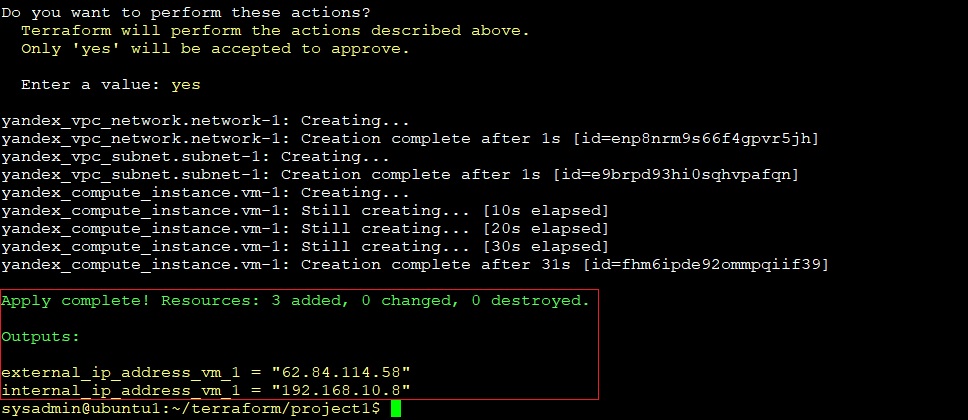 Do you want to perform these actions?
Terraform will perform the actions described above.
Only 'yes' will be accepted to approve.
Enter a value: yes
yandex_vpc_network.network-1: Creating...
yandex_vpc_network.network-1: Creation complete after 1s [id=enp8nrm9s66f4gpvr5jh]
yandex_vpc_subnet.subnet-1: Creating...
yandex_vpc_subnet.subnet-1: Creation complete after 1s [id=e9brpd93hi0sqhvpafqn]
yandex_compute_instance.vm-1: Creating...
yandex_compute_instance.vm-1: Still creating... [10s elapsed]
yandex_compute_instance.vm-1: Still creating... [20s elapsed]
yandex_compute_instance.vm-1: Still creating... [30s elapsed]
yandex_compute_instance.vm-1: Creation complete after 31s [id=fhm6ipde92ommpqiif39]
Apply complete! Resources: 3 added, 0 changed, 0 destroyed.
Outputs:
external_ip_address_vm_1 = "62.84.114.58"
internal_ip_address_vm_1 = "192.168.10.8"
sysadmin@ubuntu1:~/terraform/project1$